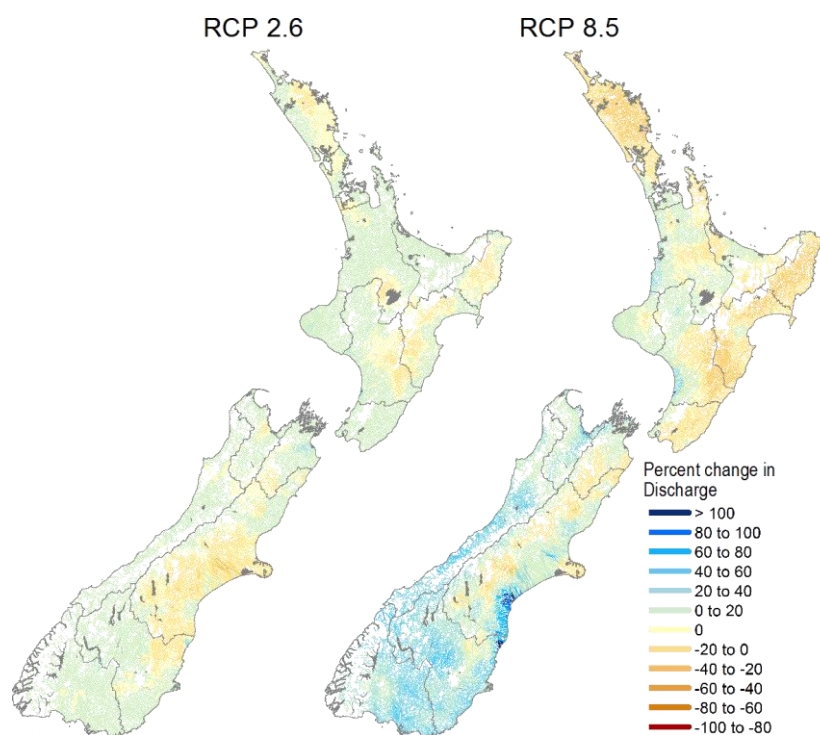 RCP 2.6
RCP 8.5
Percent change in
Discharge
> 100
80 to 100
60 to 80
40 to 60
20 to 40
0 to 20
0
-20 to 0
-40 to -20
-60 to -40
-80 to -60
-100 to -80